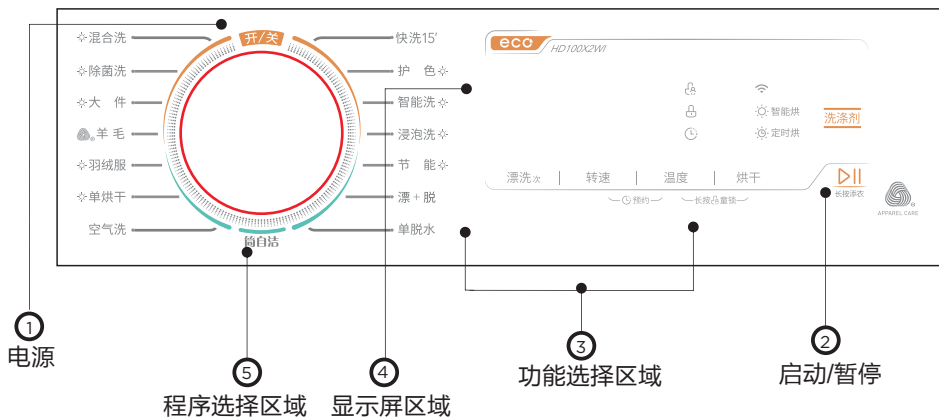 开/关
混合洗
除菌洗
大 件
羊 毛
羽绒服
单烘干
空气洗
筒自洁
快洗15'
护 色
智能洗
浸泡洗
节 能
漂+脱
单脱水
eco HD100X2WI
智能烘
定时烘
洗涤剂
漂洗次 转速 温度 烘干
预约 长按 童锁
长按添衣
APPAREL CARE
1
电源
5
程序选择区域
4
显示屏区域
3
功能选择区域
2
启动/暂停